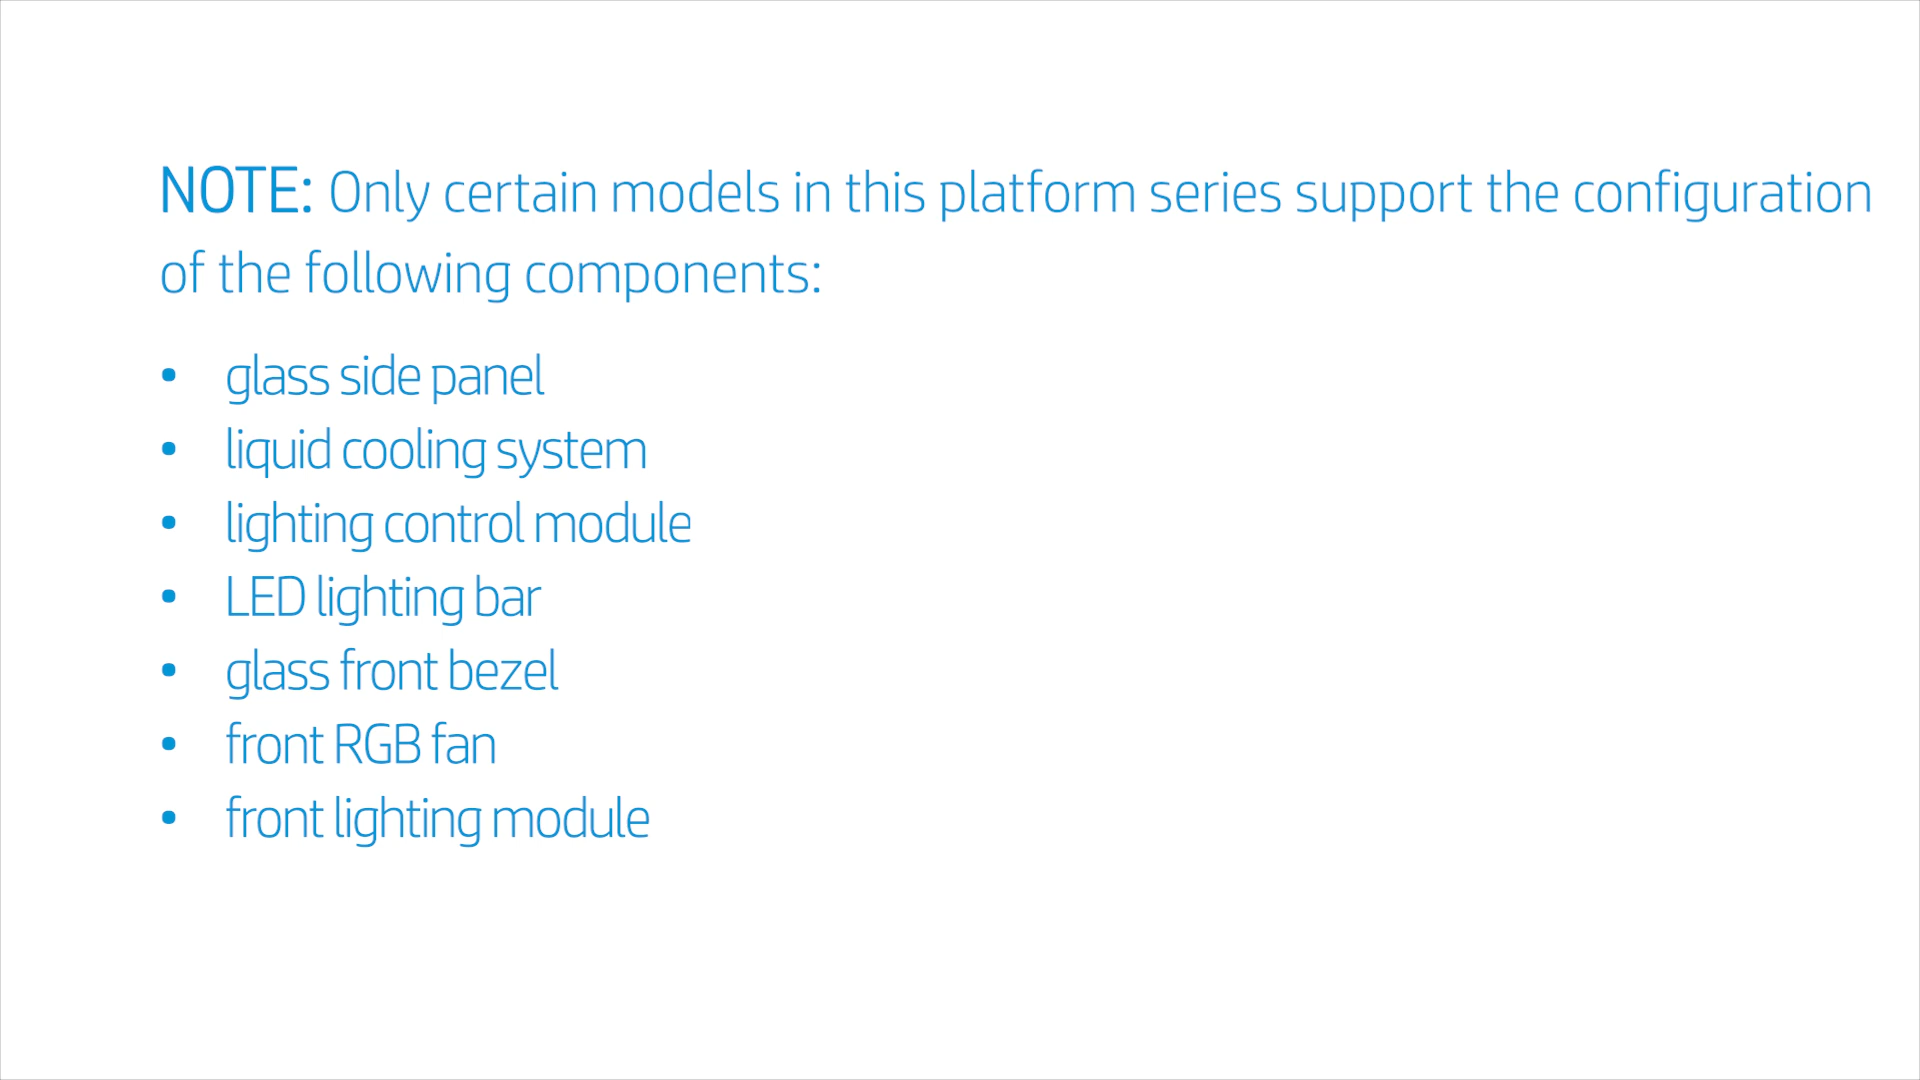 NOTE: Only certain models in this platform series support the configuration
of the following components:
• glass side panel
• liquid cooling system
• lighting control module
• LED lighting bar
• glass front bezel
• front RGB fan
• front lighting module